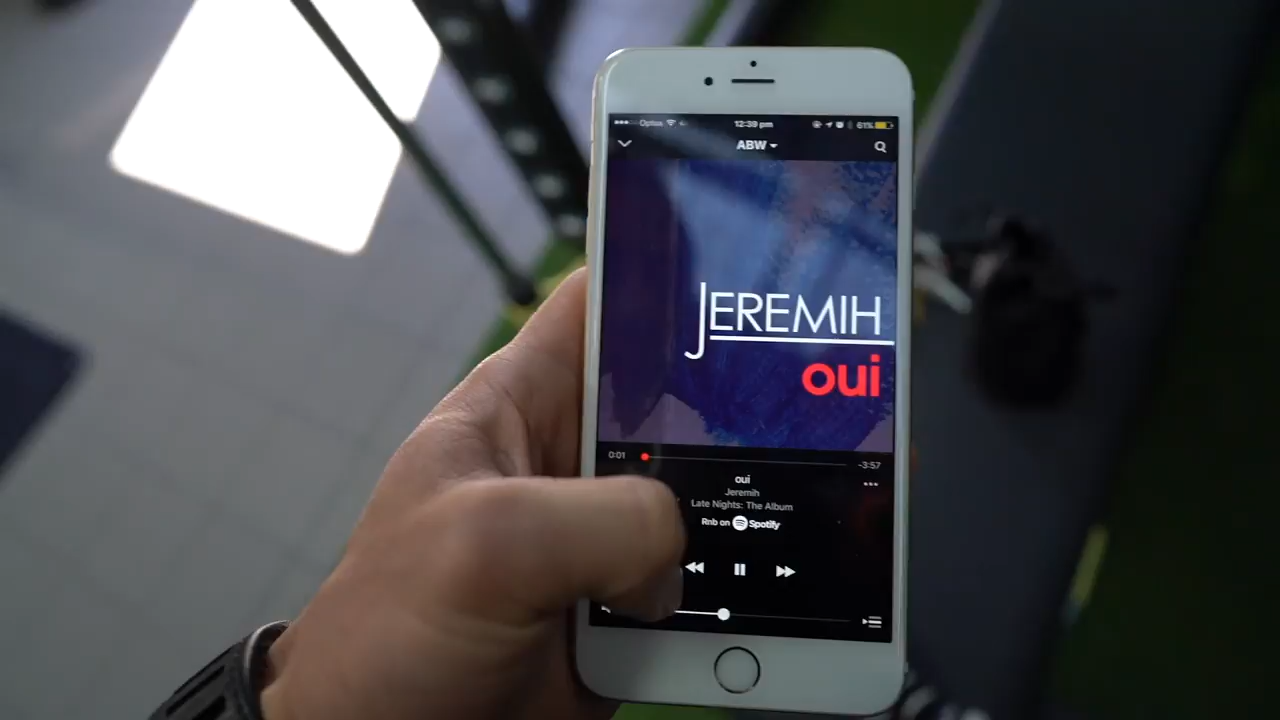 Optus 12:39 pm 61%
ABW
JEREMIH
oui
0:01 -3:57
oui
Jeremih
Late Nights: The Album
Rnb on Spotify